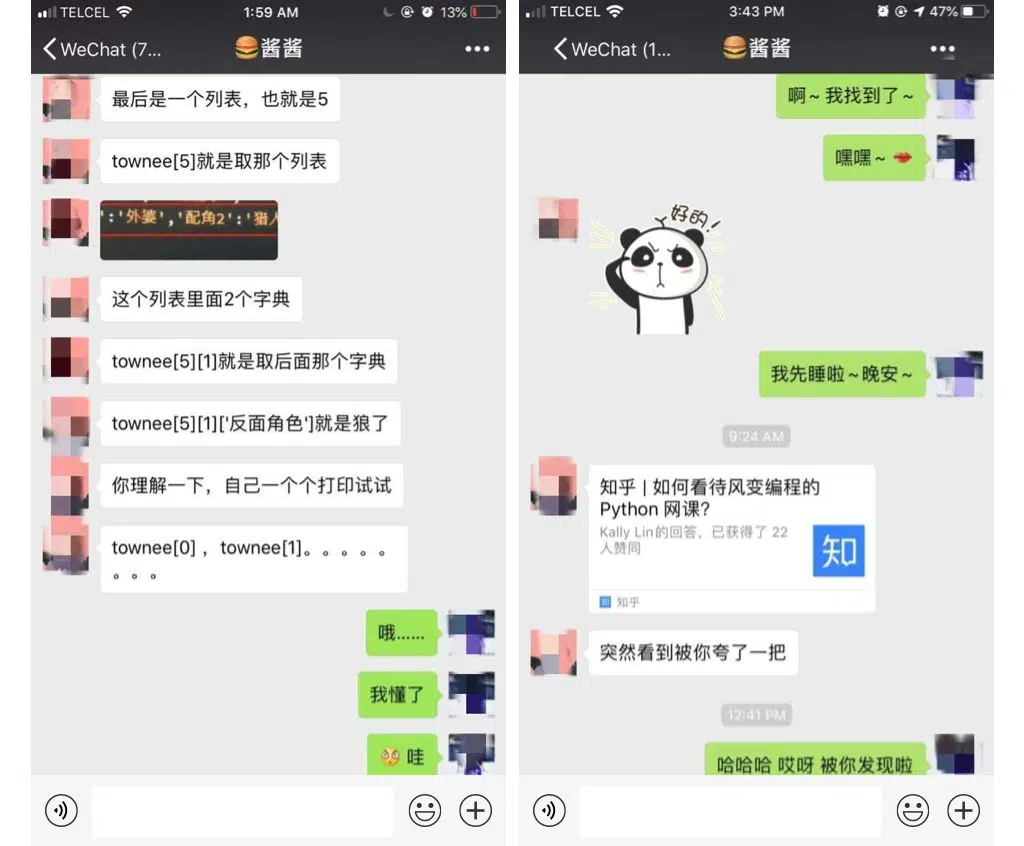 TELCEL
1:59 AM
13%
WeChat (7...
🍔酱酱
最后是一个列表，也就是5
townee[5]就是取那个列表
':'外婆','配角2':'猎人
这个列表里面2个字典
townee[5][1]就是取后面那个字典
townee[5][1]['反面角色']就是狼了
你理解一下，自己一个个打印试试
townee[0] ，townee[1]。。。。。
。。。
哦......
我懂了
😳 哇
TELCEL
3:43 PM
47%
WeChat (1...
🍔酱酱
啊~ 我找到了~
嘿嘿~ 💋
好的！
我先睡啦~晚安~
9:24 AM
知乎 | 如何看待风变编程的
Python 网课?
Kally Lin的回答，已获得了 22
人赞同
知
知 知乎
突然看到被你夸了一把
12:41 PM
哈哈哈 哎呀 被你发现啦